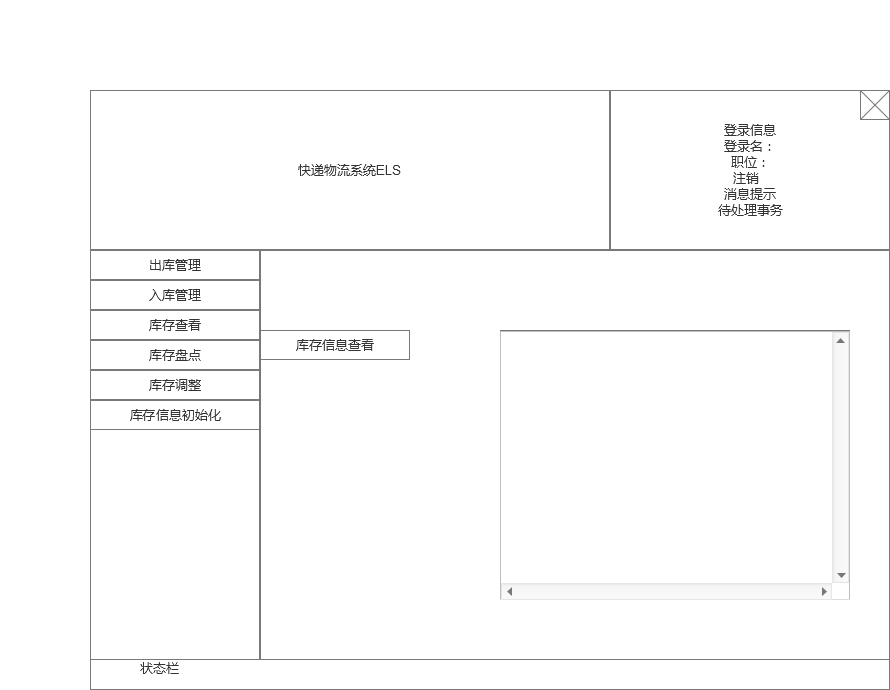 快递物流系统ELS
登录信息
登录名：
职位：
注销
消息提示
待处理事务
出库管理
入库管理
库存查看
库存盘点
库存调整
库存信息初始化
库存信息查看
状态栏